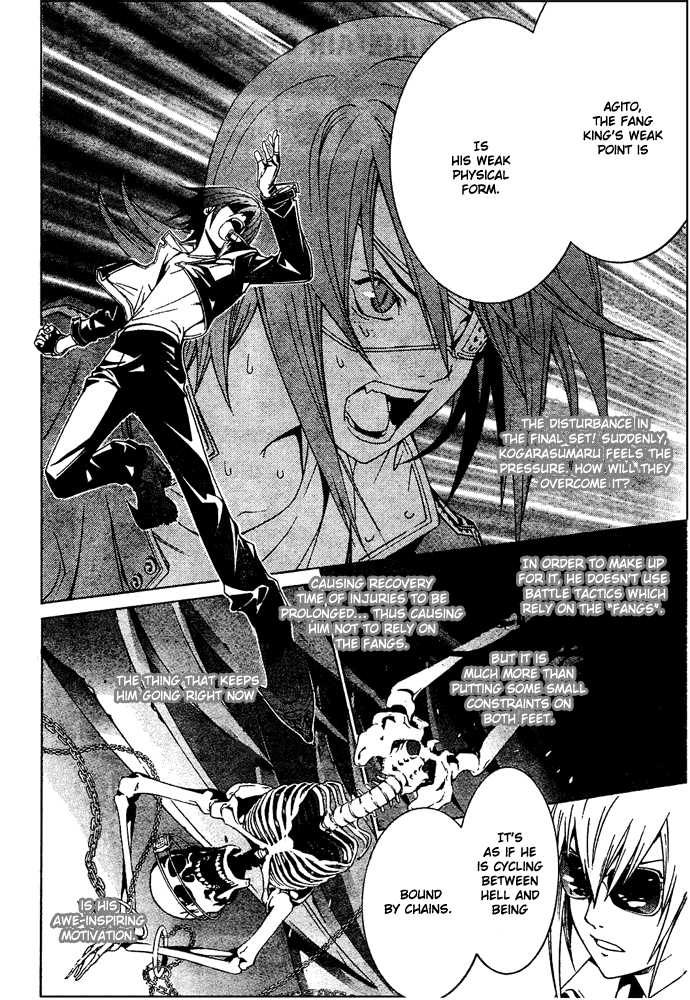 AGITO,
THE FANG
KING'S WEAK
POINT IS
IS
HIS WEAK
PHYSICAL
FORM.
THE DISTURBANCE IN
THE FINAL SET! SUDDENLY,
KOGARASUMARU FEELS THE
PRESSURE. HOW WILL THEY
OVERCOME IT?
IN ORDER TO MAKE UP
FOR IT, HE DOESN'T USE
BATTLE TACTICS WHICH
RELY ON THE "FANGS".
CAUSING RECOVERY
TIME OF INJURIES TO BE
PROLONGED... THUS CAUSING
HIM NOT TO RELY ON
THE FANGS.
BUT IT IS
MUCH MORE THAN
PUTTING SOME SMALL
CONSTRAINTS ON
BOTH FEET.
THE THING THAT KEEPS
HIM GOING RIGHT NOW
IT'S
AS IF HE
IS CYCLING
BETWEEN
HELL AND
BEING
BOUND
BY CHAINS.
IS HIS
AWE-INSPIRING
MOTIVATION.